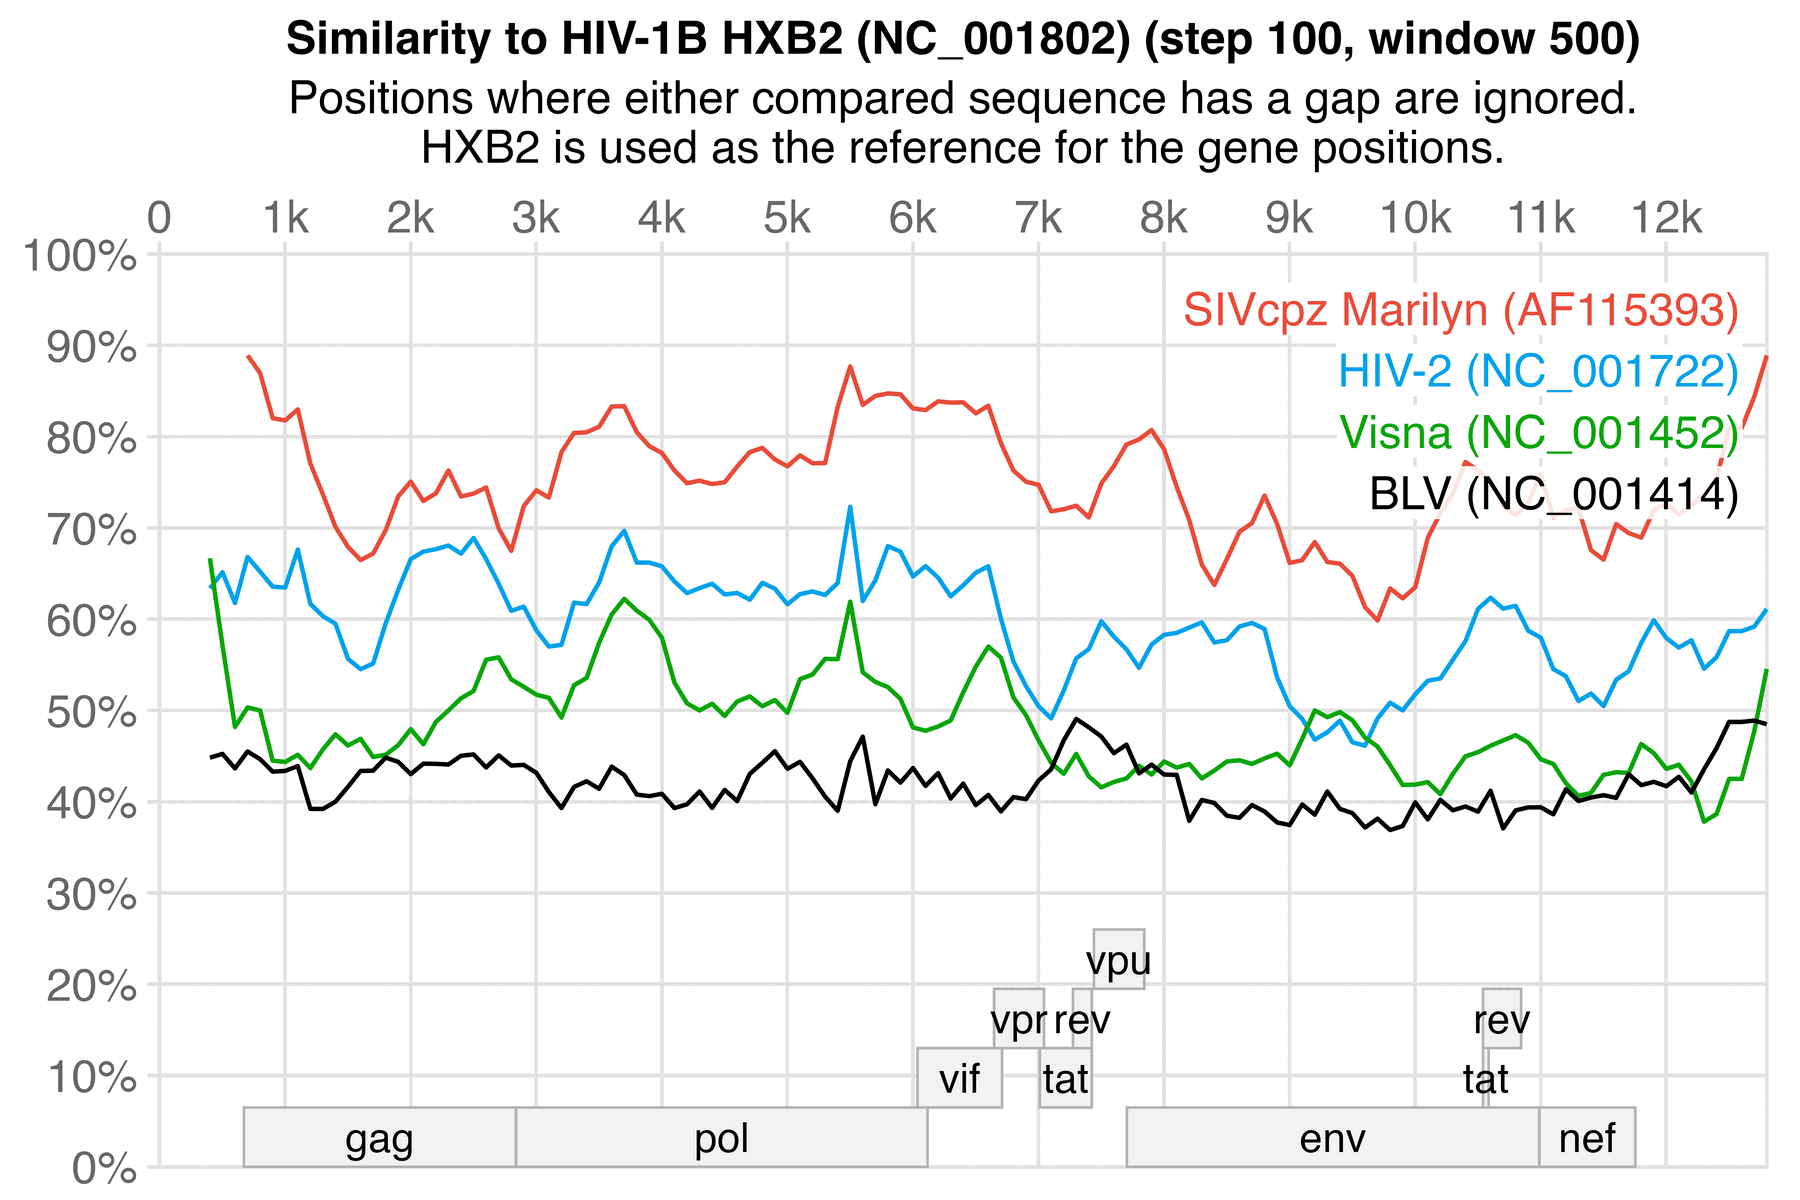 Similarity to HIV-1B HXB2 (NC_001802) (step 100, window 500)
Positions where either compared sequence has a gap are ignored.
HXB2 is used as the reference for the gene positions.
0 1k 2k 3k 4k 5k 6k 7k 8k 9k 10k 11k 12k
100%
SIVcpz Marilyn (AF115393)
90%
HIV-2 (NC_001722)
80%
Visna (NC_001452)
BLV (NC_001414)
70%
60%
50%
40%
30%
vpu
20%
vpr rev rev
10%
vif tat tat
gag pol env nef
0%